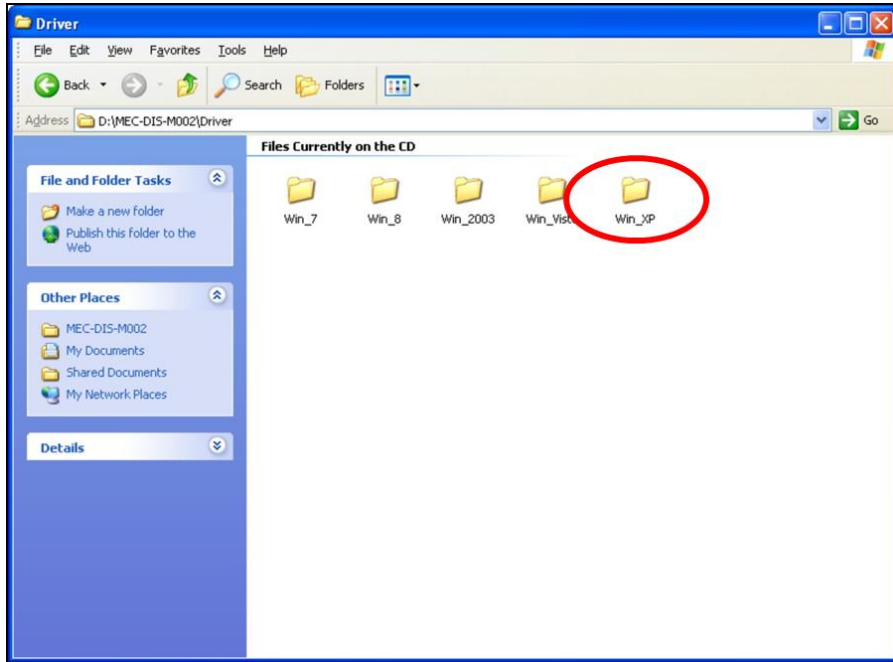 Driver
File Edit View Favorites Tools Help
Back Search Folders
Address D:\MEC-DIS-M002\Driver Go
Files Currently on the CD
File and Folder Tasks
Make a new folder
Publish this folder to the
Web
Other Places
MEC-DIS-M002
My Documents
Shared Documents
My Network Places
Details
Win_7 Win_8 Win_2003 Win_Vist Win_XP